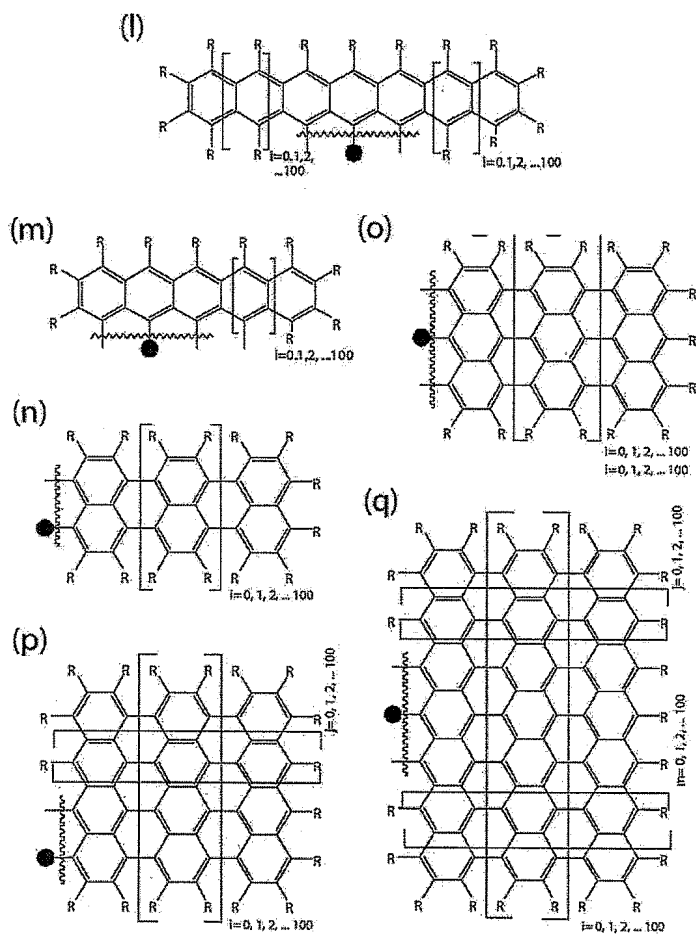 (l)
R R R R R R R
R R
R R
R R R R
i=0,1,2,
...100
i=0,1,2, ...100
(m)
R R R R R
R R
R R
R
i=0,1,2, ...100
(o)
R R R R R R
R
R
R
R R R R R R
i=0, 1, 2, ... 100
i=0, 1, 2, ... 100
(n)
R R R R R R
R
R
R R R R R R
i=0, 1, 2, ... 100
(q)
R R R R R R
j=0, 1, 2, ... 100
R R
R R
R
R
R
m=0, 1, 2, ... 100
R R
R R
R R R R R R
i=0, 1, 2, ... 100
(p)
R R R R R R
j=0, 1, 2, ... 100
R R
R R
R
R
R R R R R R
i=0, 1, 2, ... 100